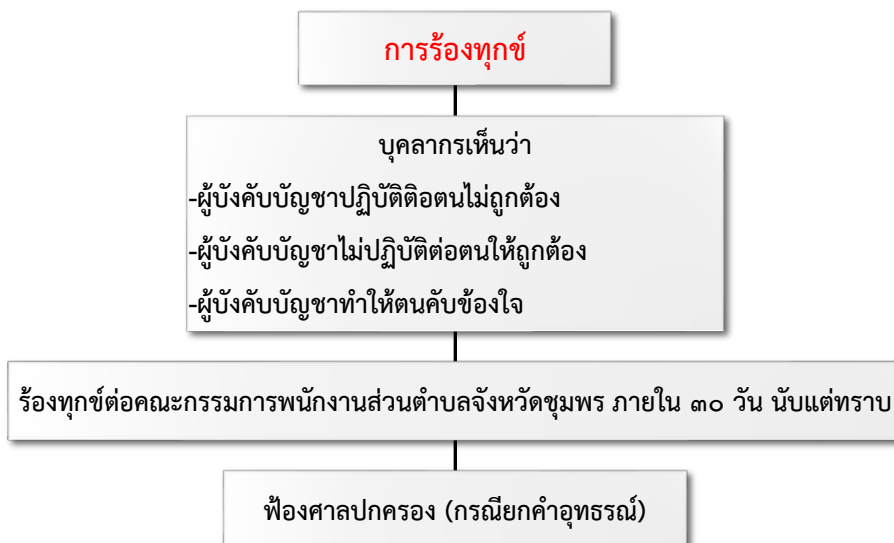 การร้องทุกข์
บุคลากรเห็นว่า
-ผู้บังคับบัญชาปฏิบัติติอตนไม่ถูกต้อง
-ผู้บังคับบัญชาไม่ปฏิบัติต่อตนให้ถูกต้อง
-ผู้บังคับบัญชาทำให้ตนคับข้องใจ
ร้องทุกข์ต่อคณะกรรมการพนักงานส่วนตำบลจังหวัดชุมพร ภายใน ๓๐ วัน นับแต่ทราบ
ฟ้องศาลปกครอง (กรณียกคำอุทธรณ์)